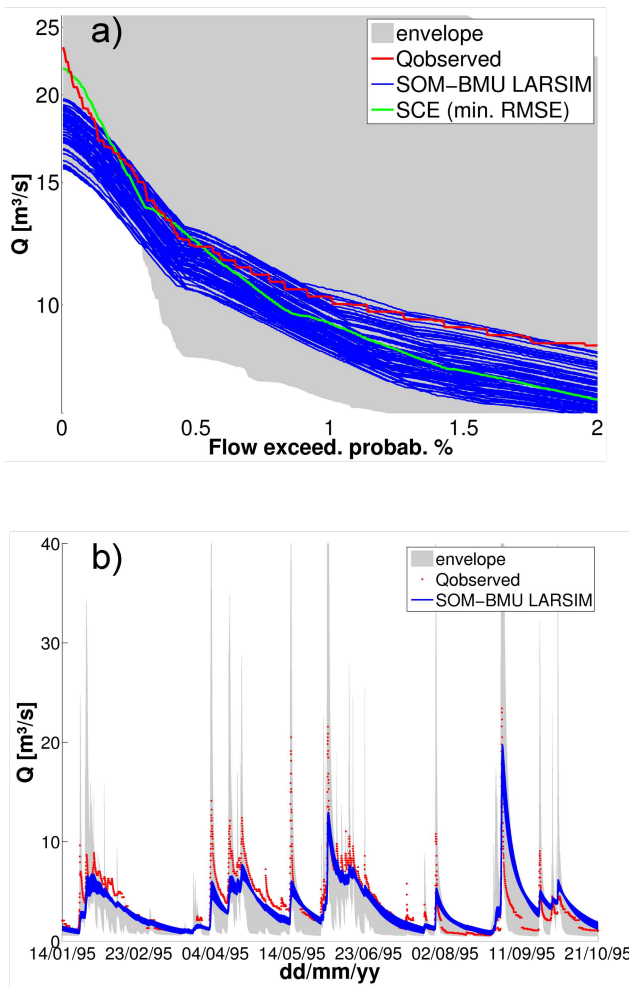 a)
envelope
Qobserved
SOM−BMU LARSIM
SCE (min. RMSE)
25
20
15
10
Q [m³/s]
0 0.5 1 1.5 2
Flow exceed. probab. %
b)
envelope
Qobserved
SOM−BMU LARSIM
40
30
20
10
0
Q [m³/s]
14/01/95 23/02/95 04/04/95 14/05/95 23/06/95 02/08/95 11/09/95 21/10/95
dd/mm/yy